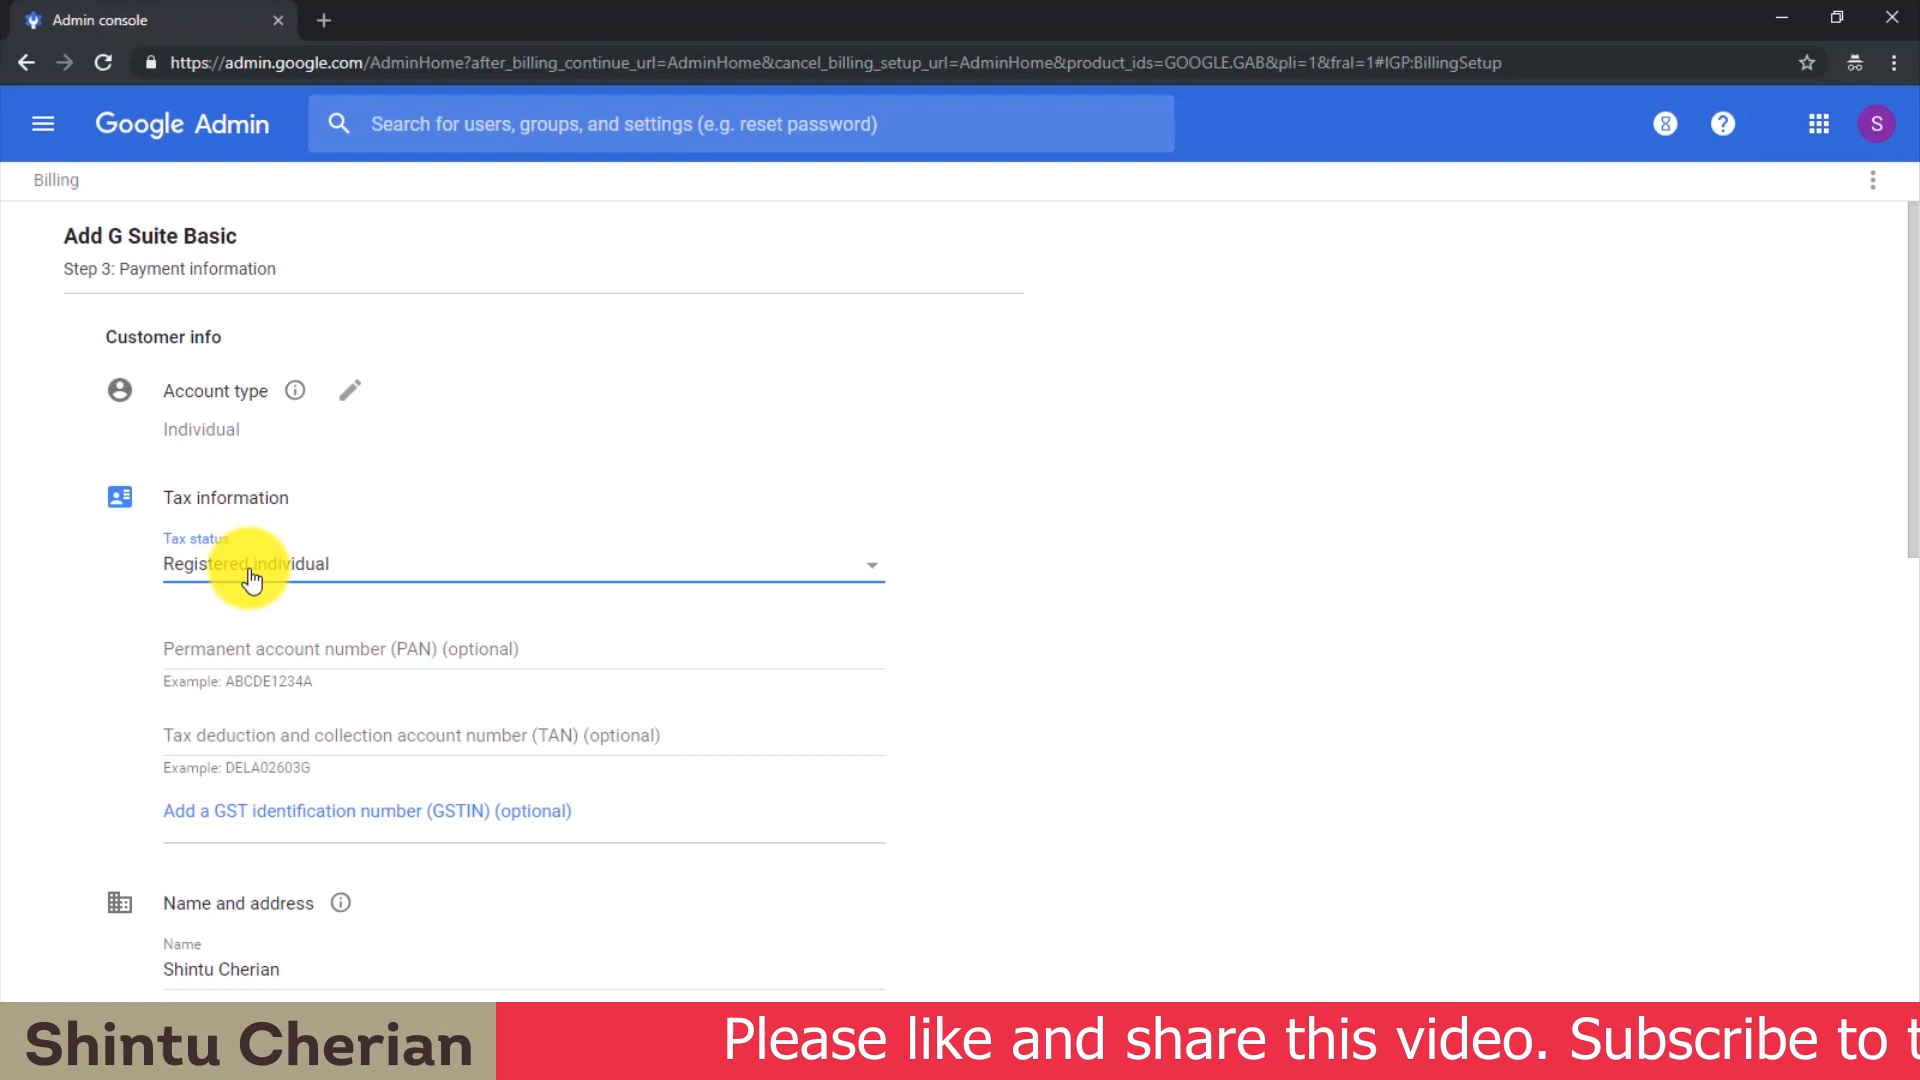 Admin console
https://admin.google.com/AdminHome?after_billing_continue_url=AdminHome&cancel_billing_setup_url=AdminHome&product_ids=GOOGLE.GAB&pli=1&fral=1#IGP:BillingSetup
Google Admin
Search for users, groups, and settings (e.g. reset password)
S
Billing
Add G Suite Basic
Step 3: Payment information
Customer info
Account type
Individual
Tax information
Tax status
Registered individual
Permanent account number (PAN) (optional)
Example: ABCDE1234A
Tax deduction and collection account number (TAN) (optional)
Example: DELA02603G
Add a GST identification number (GSTIN) (optional)
Name and address
Name
Shintu Cherian
Shintu Cherian
Please like and share this video. Subscribe to t